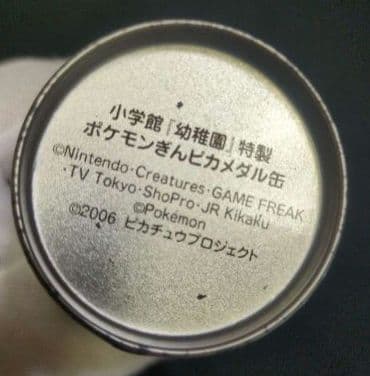 小学館『幼稚園』特製
ポケモンぎんピカメダル缶
©Nintendo･Creatures･GAME FREAK
･TV Tokyo･ShoPro･JR Kikaku
©Pokémon
©2006 ピカチュウプロジェクト